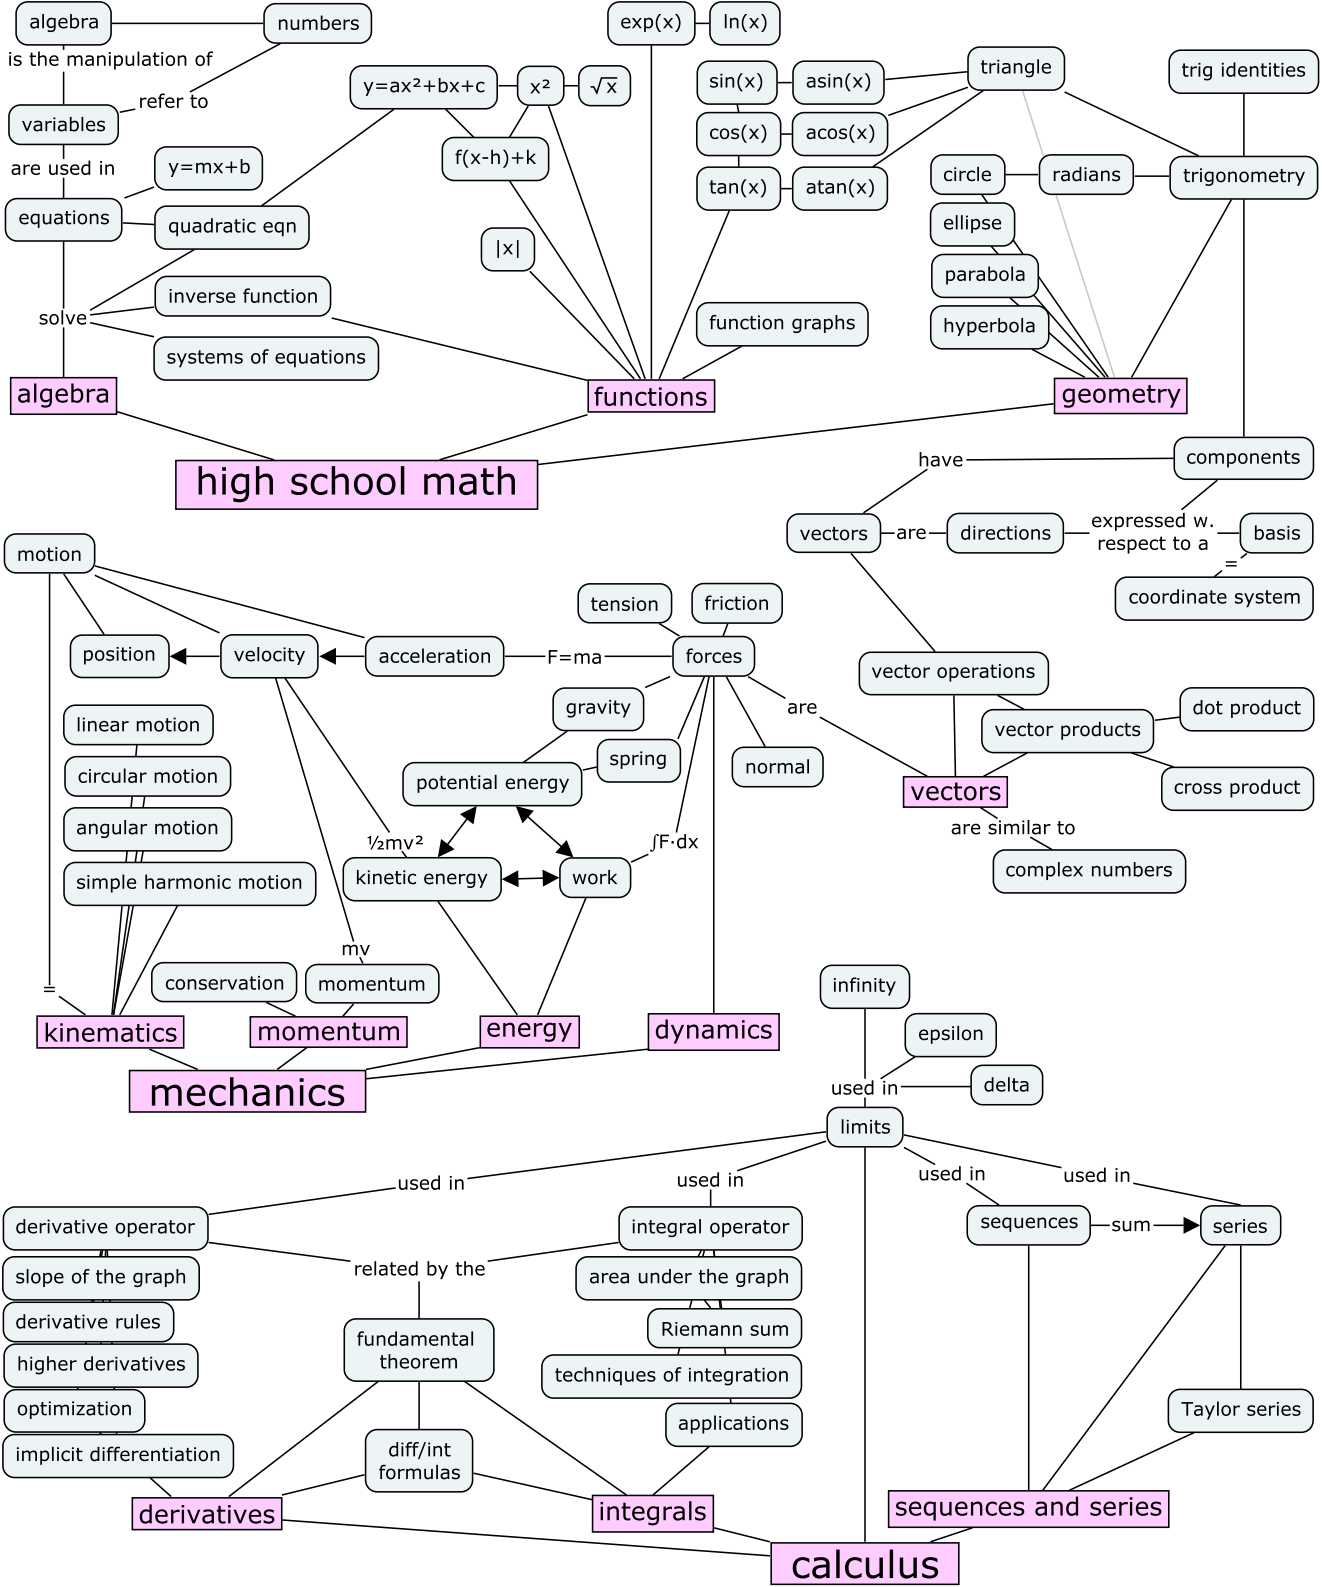 algebra
numbers
is the manipulation of
refer to
variables
are used in
y=mx+b
equations
quadratic eqn
inverse function
solve
systems of equations
algebra
y=ax²+bx+c
x²
√x
f(x-h)+k
|x|
exp(x)
ln(x)
sin(x)
asin(x)
cos(x)
acos(x)
tan(x)
atan(x)
function graphs
functions
triangle
trig identities
circle
radians
trigonometry
ellipse
parabola
hyperbola
geometry
high school math
have
components
vectors
are
directions
expressed w.
respect to a
basis
=
coordinate system
vector operations
vector products
dot product
cross product
are
vectors
are similar to
complex numbers
motion
position
velocity
acceleration
F=ma
forces
tension
friction
gravity
spring
normal
potential energy
linear motion
circular motion
angular motion
simple harmonic motion
½mv²
∫F·dx
kinetic energy
work
mv
=
conservation
momentum
kinematics
momentum
energy
dynamics
mechanics
infinity
epsilon
used in
delta
limits
used in
used in
used in
used in
derivative operator
integral operator
sequences
sum
series
slope of the graph
related by the
area under the graph
derivative rules
fundamental
theorem
Riemann sum
higher derivatives
techniques of integration
optimization
applications
Taylor series
implicit differentiation
diff/int
formulas
derivatives
integrals
sequences and series
calculus